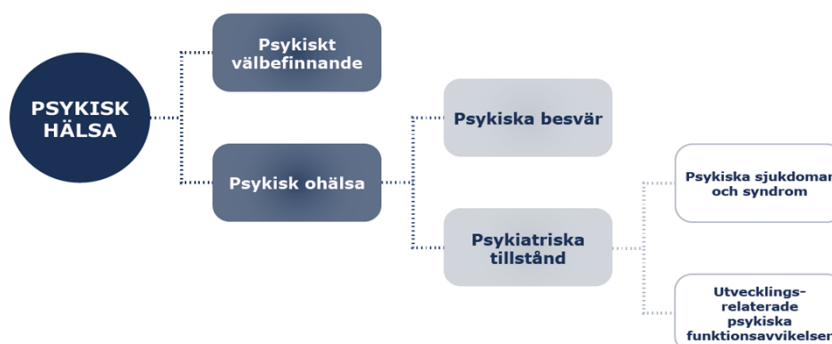 PSYKISK
HÄLSA
Psykiskt
välbefinnande
Psykisk ohälsa
Psykiska besvär
Psykiatriska
tillstånd
Psykiska sjukdomar
och syndrom
Utvecklings-
relaterade
psykiska
funktionsavvikelser